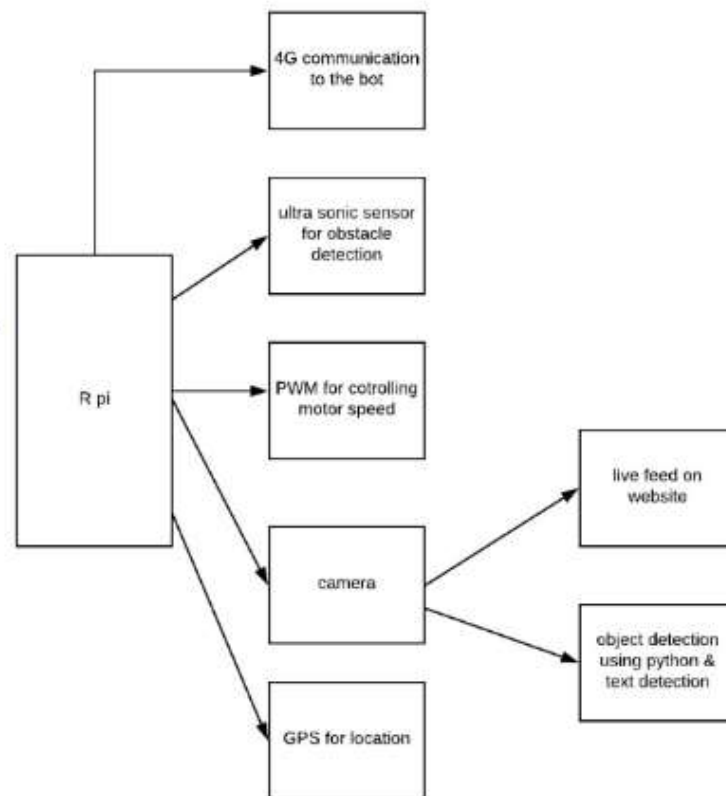 4G communication
to the bot
ultra sonic sensor
for obstacle
detection
R pi
PWM for cotrolling
motor speed
live feed on
website
camera
object detection
using python &
text detection
GPS for location